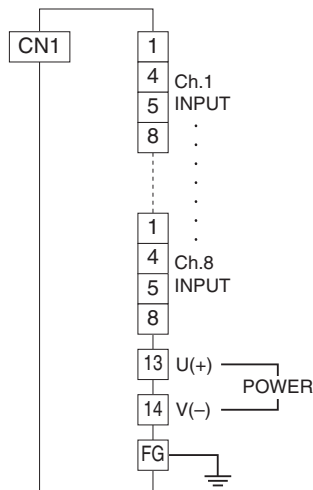 CN1
1
4
5
8
Ch.1
INPUT
1
4
5
8
Ch.8
INPUT
13 U(+)
POWER
14 V(–)
FG